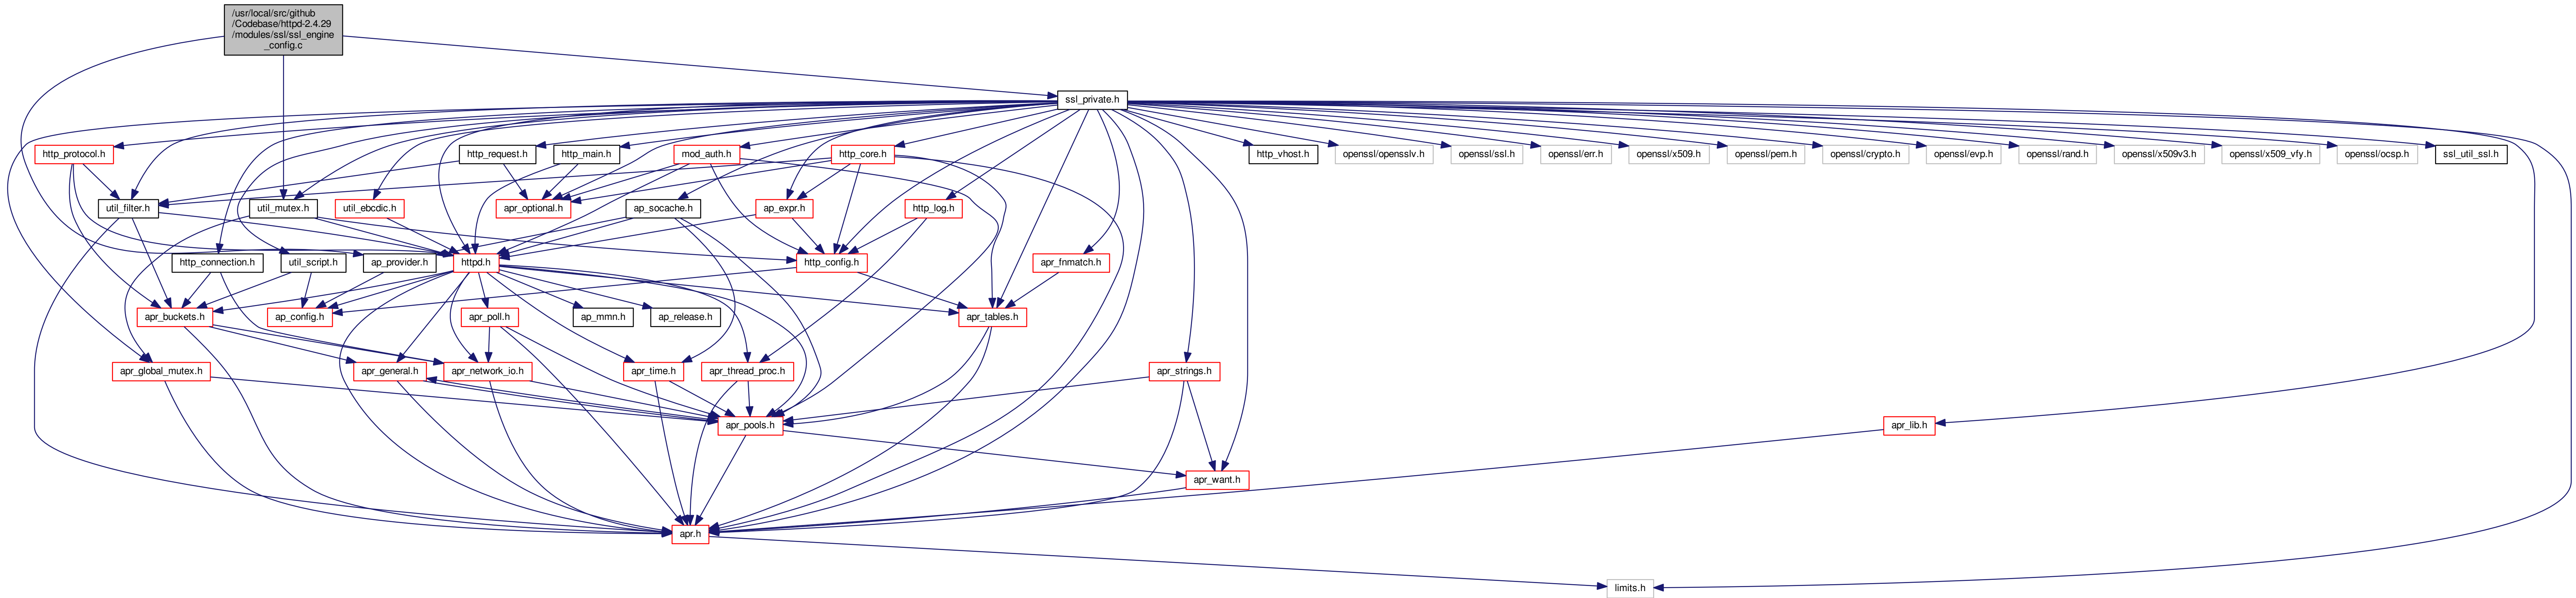 /usr/local/src/github
/Codebase/httpd-2.4.29
/modules/ssl/ssl_engine
_config.c
ssl_private.h
http_protocol.h
http_request.h
http_main.h
mod_auth.h
http_core.h
http_vhost.h
openssl/opensslv.h
openssl/ssl.h
openssl/err.h
openssl/x509.h
openssl/pem.h
openssl/crypto.h
openssl/evp.h
openssl/rand.h
openssl/x509v3.h
openssl/x509_vfy.h
openssl/ocsp.h
ssl_util_ssl.h
util_filter.h
util_mutex.h
util_ebcdic.h
apr_optional.h
ap_socache.h
ap_expr.h
http_log.h
http_connection.h
util_script.h
ap_provider.h
httpd.h
http_config.h
apr_fnmatch.h
apr_buckets.h
ap_config.h
apr_poll.h
ap_mmn.h
ap_release.h
apr_tables.h
apr_global_mutex.h
apr_general.h
apr_network_io.h
apr_time.h
apr_thread_proc.h
apr_strings.h
apr_pools.h
apr_lib.h
apr_want.h
apr.h
limits.h